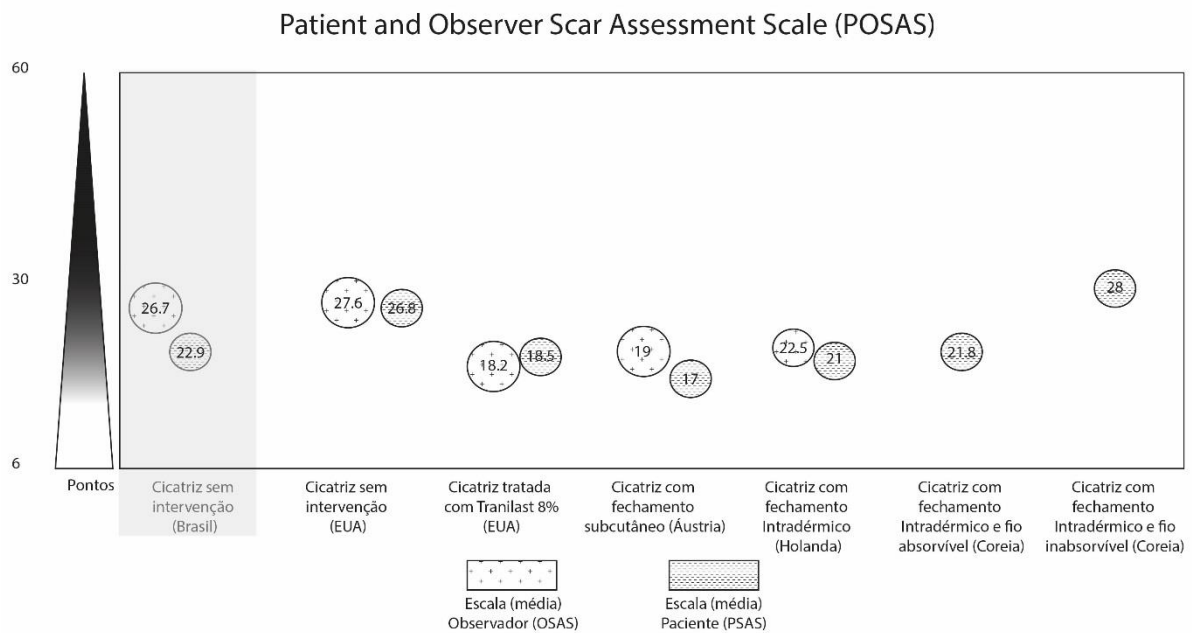 Patient and Observer Scar Assessment Scale (POSAS)
60
30
6
26.7
22.9
27.6
26.8
18.2
18.5
19
17
22.5
21
21.8
28
Pontos
Cicatriz sem
intervenção
(Brasil)
Cicatriz sem
intervenção
(EUA)
Cicatriz tratada
com Tranilast 8%
(EUA)
Cicatriz com
fechamento
subcutâneo (Áustria)
Cicatriz com
fechamento
Intradérmico
(Holanda)
Cicatriz com
fechamento
Intradérmico e fio
absorvível (Coreia)
Cicatriz com
fechamento
Intradérmico e fio
inabsorvível (Coreia)
Escala (média)
Observador (OSAS)
Escala (média)
Paciente (PSAS)